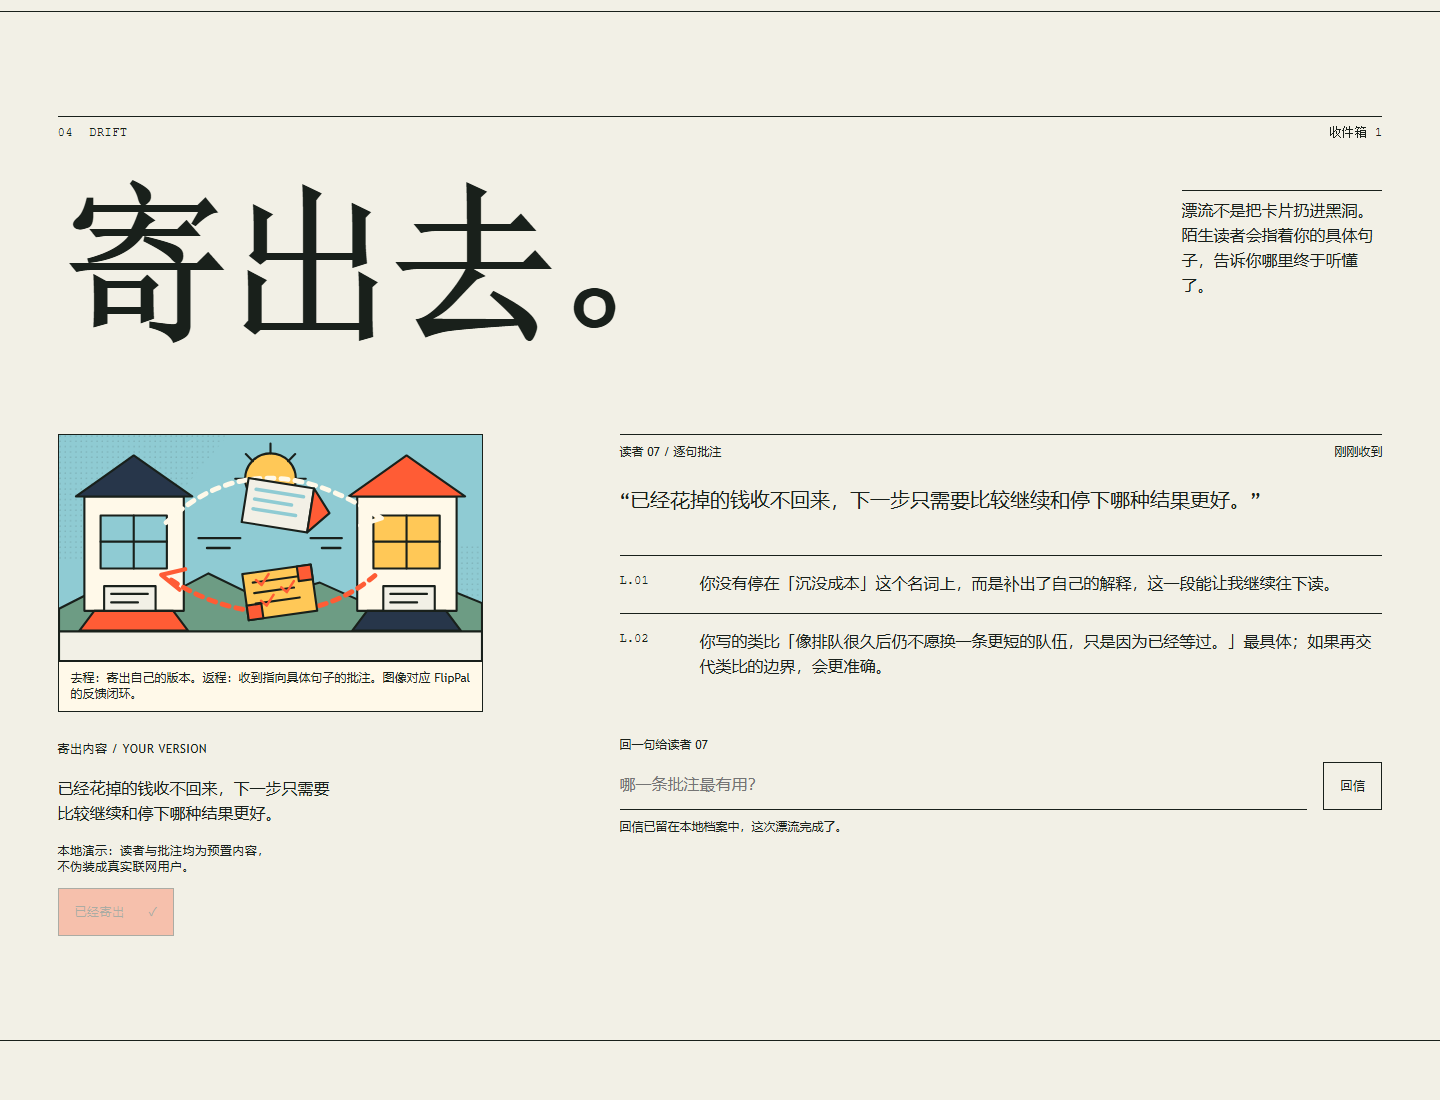 04 DRIFT
收件箱 1
寄出去。
漂流不是把卡片扔进黑洞。
陌生读者会指着你的具体句
子，告诉你哪里终于听懂
了。
去程：寄出自己的版本。返程：收到指向具体句子的批注。图像对应 FlipPal
的反馈闭环。
寄出内容 / YOUR VERSION
已经花掉的钱收不回来，下一步只需要
比较继续和停下哪种结果更好。
本地演示：读者与批注均为预置内容，
不伪装成真实联网用户。
已经寄出 ✓
读者 07 / 逐句批注
刚刚收到
“已经花掉的钱收不回来，下一步只需要比较继续和停下哪种结果更好。”
L.01 你没有停在「沉没成本」这个名词上，而是补出了自己的解释，这一段能让我继续往下读。
L.02 你写的类比「像排队很久后仍不愿换一条更短的队伍，只是因为已经等过。」最具体；如果再交
代类比的边界，会更准确。
回一句给读者 07
哪一条批注最有用？
回信
回信已留在本地档案中，这次漂流完成了。